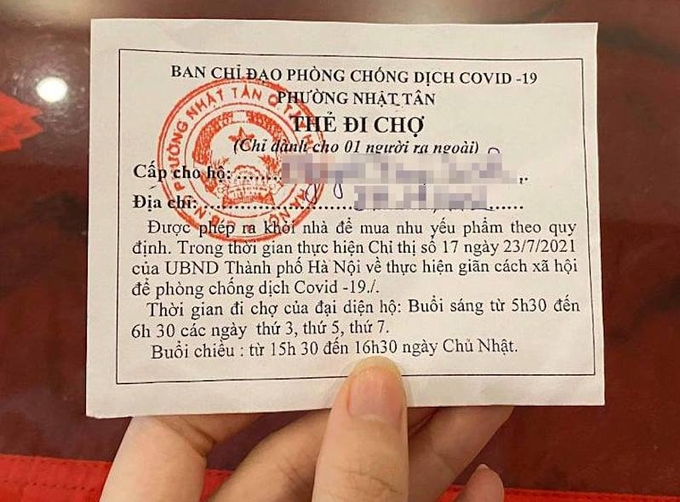 BAN CHỈ ĐẠO PHÒNG CHỐNG DỊCH COVID -19
PHƯỜNG NHẬT TÂN
THẺ ĐI CHỢ
(Chỉ dành cho 01 người ra ngoài)
Cấp cho hộ:
Địa chỉ:
Được phép ra khỏi nhà để mua nhu yếu phẩm theo quy
định. Trong thời gian thực hiện Chỉ thị số 17 ngày 23/7/2021
của UBND Thành phố Hà Nội về thực hiện giãn cách xã hội
để phòng chống dịch Covid -19./.
Thời gian đi chợ của đại diện hộ: Buổi sáng từ 5h30 đến
6h 30 các ngày thứ 3, thứ 5, thứ 7.
Buổi chiều : từ 15h 30 đến 16h30 ngày Chủ Nhật.
PHƯỜNG NHẬT TÂN